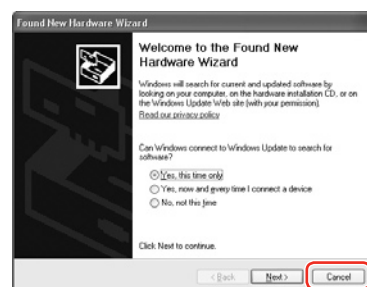 Found New Hardware Wizard
Welcome to the Found New
Hardware Wizard
Windows will search for current and updated software by
looking on your computer, on the hardware installation CD, or on
the Windows Update Web site (with your permission).
Read our privacy policy
Can Windows connect to Windows Update to search for
software?
Yes, this time only
Yes, now and every time I connect a device
No, not this time
Click Next to continue.
< Back
Next >
Cancel